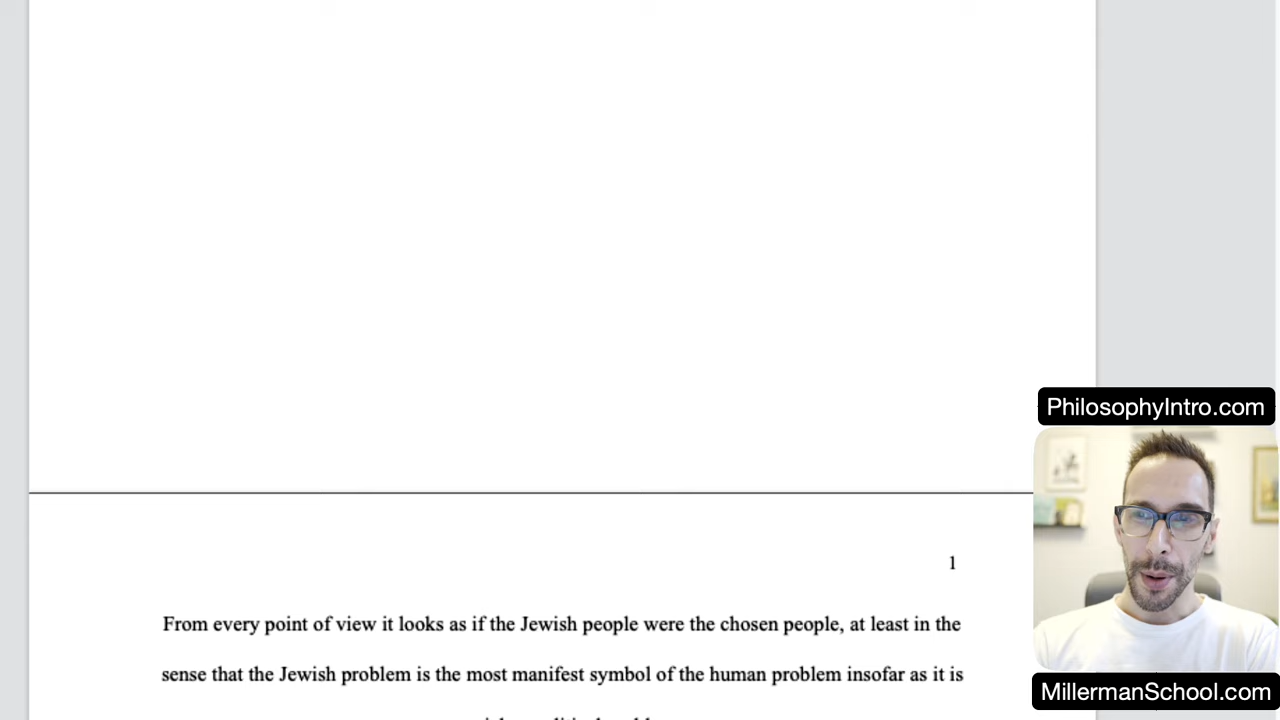 PhilosophyIntro.com
1
From every point of view it looks as if the Jewish people were the chosen people, at least in the
sense that the Jewish problem is the most manifest symbol of the human problem insofar as it is
MillermanSchool.com